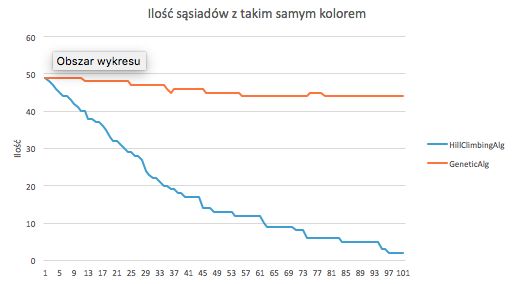 Ilość sąsiadów z takim samym kolorem
60
Obszar wykresu
50
40
30
20
10
0
Ilość
HillClimbingAlg
GeneticAlg
1 5 9 13 17 21 25 29 33 37 41 45 49 53 57 61 65 69 73 77 81 85 89 93 97 101